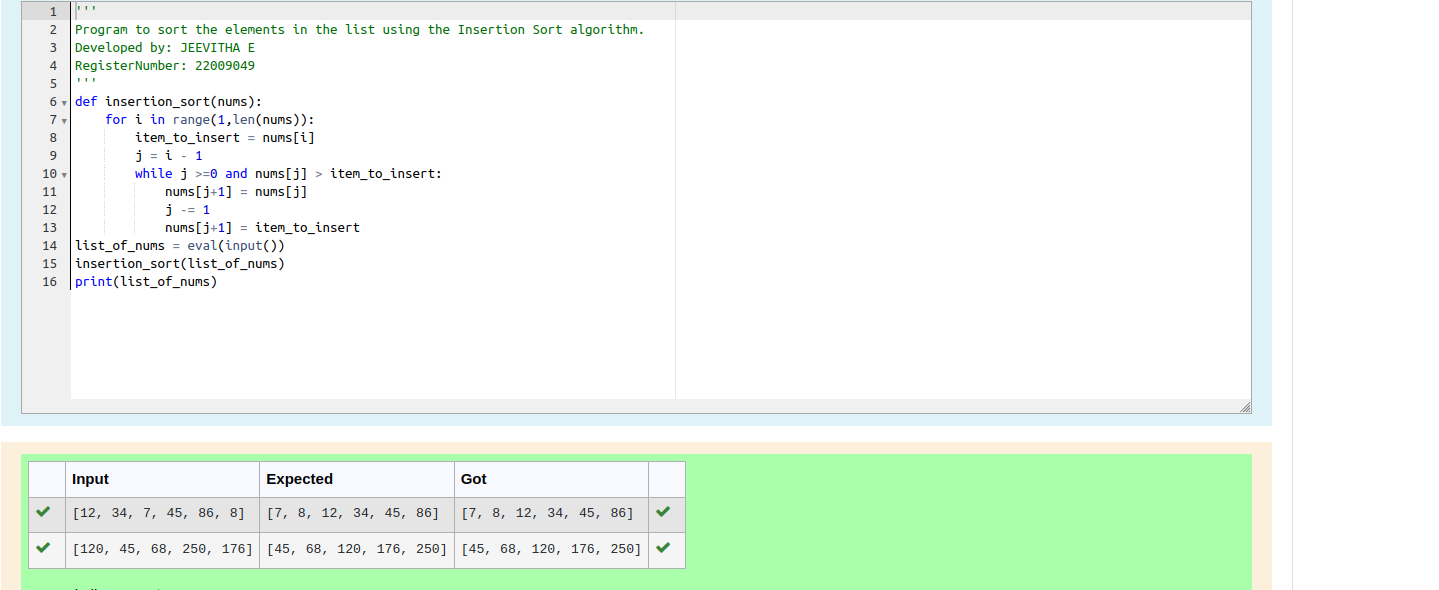 1 '''
2 Program to sort the elements in the list using the Insertion Sort algorithm.
3 Developed by: JEEVITHA E
4 RegisterNumber: 22009049
5 '''
6 def insertion_sort(nums):
7     for i in range(1,len(nums)):
8         item_to_insert = nums[i]
9         j = i - 1
10         while j >=0 and nums[j] > item_to_insert:
11             nums[j+1] = nums[j]
12             j -= 1
13             nums[j+1] = item_to_insert
14 list_of_nums = eval(input())
15 insertion_sort(list_of_nums)
16 print(list_of_nums)
Input Expected Got
[12, 34, 7, 45, 86, 8] [7, 8, 12, 34, 45, 86] [7, 8, 12, 34, 45, 86]
[120, 45, 68, 250, 176] [45, 68, 120, 176, 250] [45, 68, 120, 176, 250]